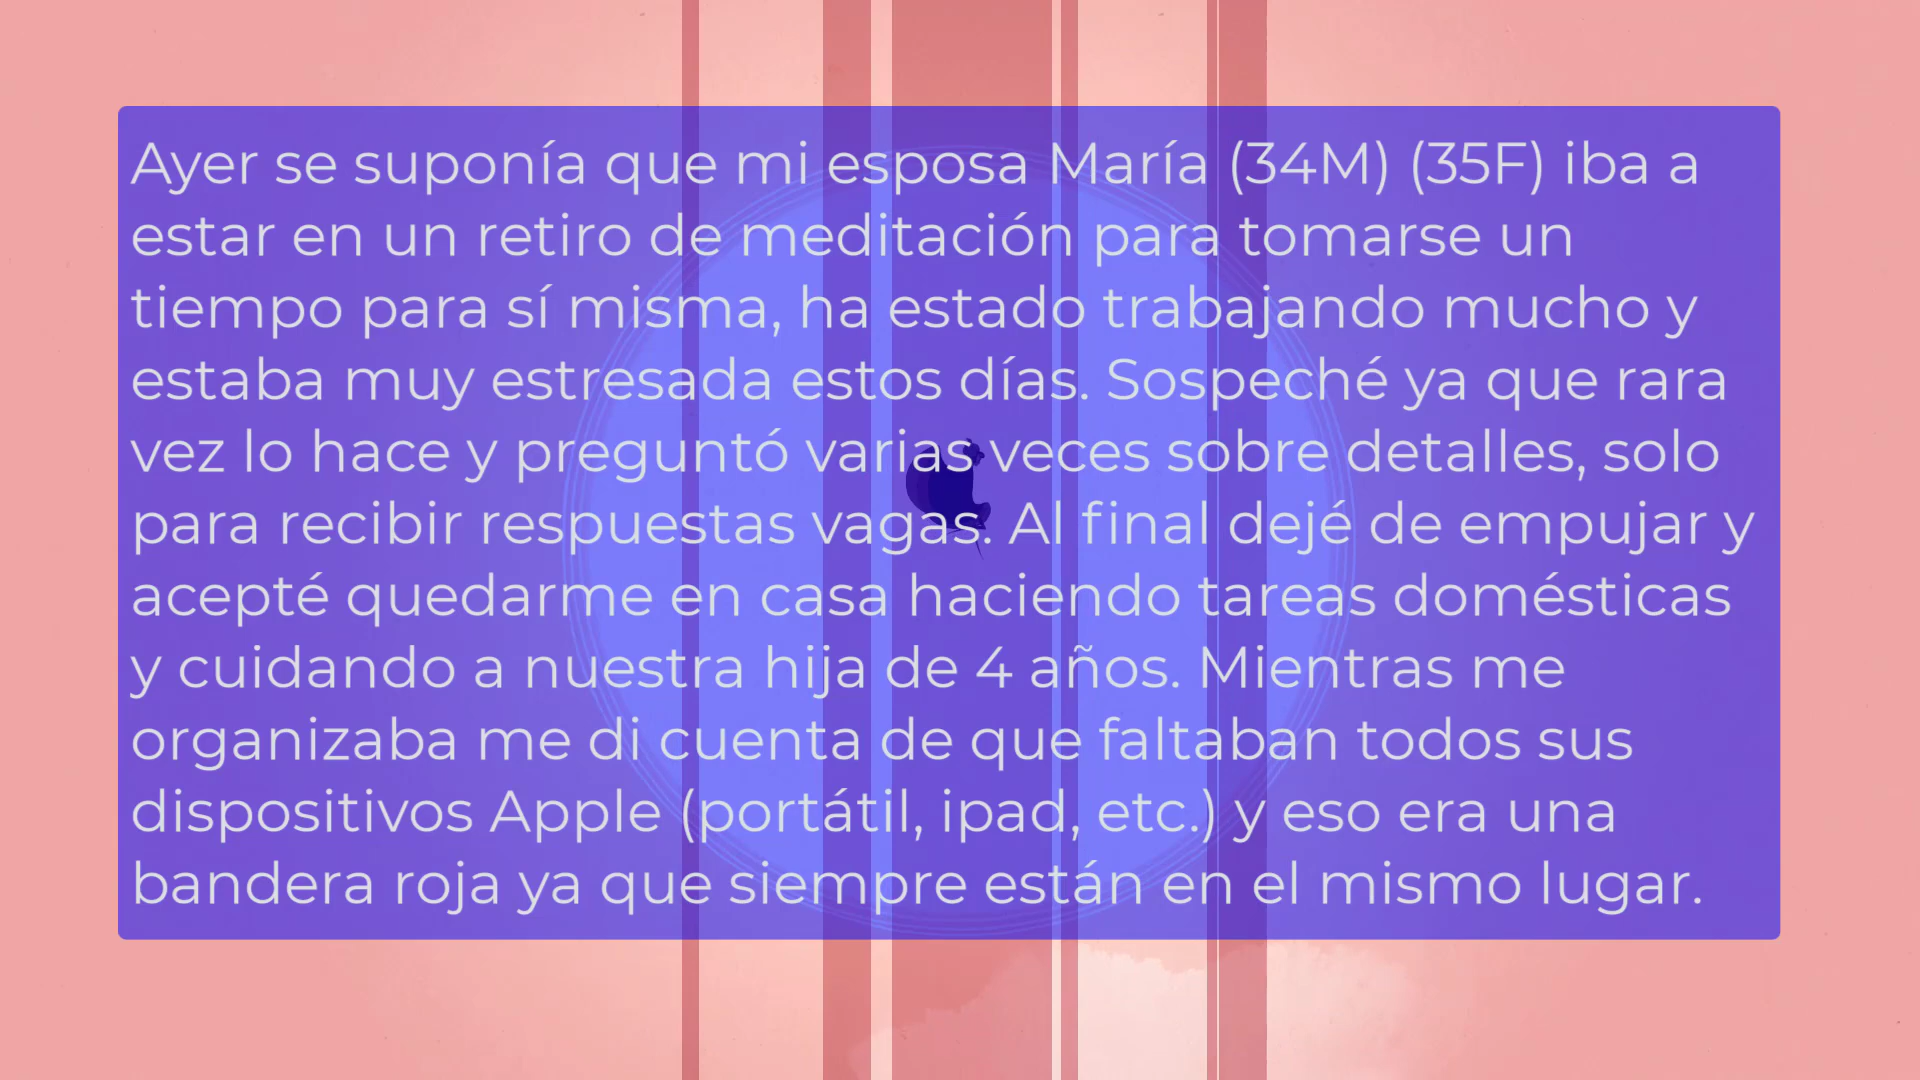 Ayer se suponía que mi esposa María (34M) (35F) iba a
estar en un retiro de meditación para tomarse un
tiempo para sí misma, ha estado trabajando mucho y
estaba muy estresada estos días. Sospeché ya que rara
vez lo hace y preguntó varias veces sobre detalles, solo
para recibir respuestas vagas. Al final dejé de empujar y
acepté quedarme en casa haciendo tareas domésticas
y cuidando a nuestra hija de 4 años. Mientras me
organizaba me di cuenta de que faltaban todos sus
dispositivos Apple (portátil, ipad, etc.) y eso era una
bandera roja ya que siempre están en el mismo lugar.